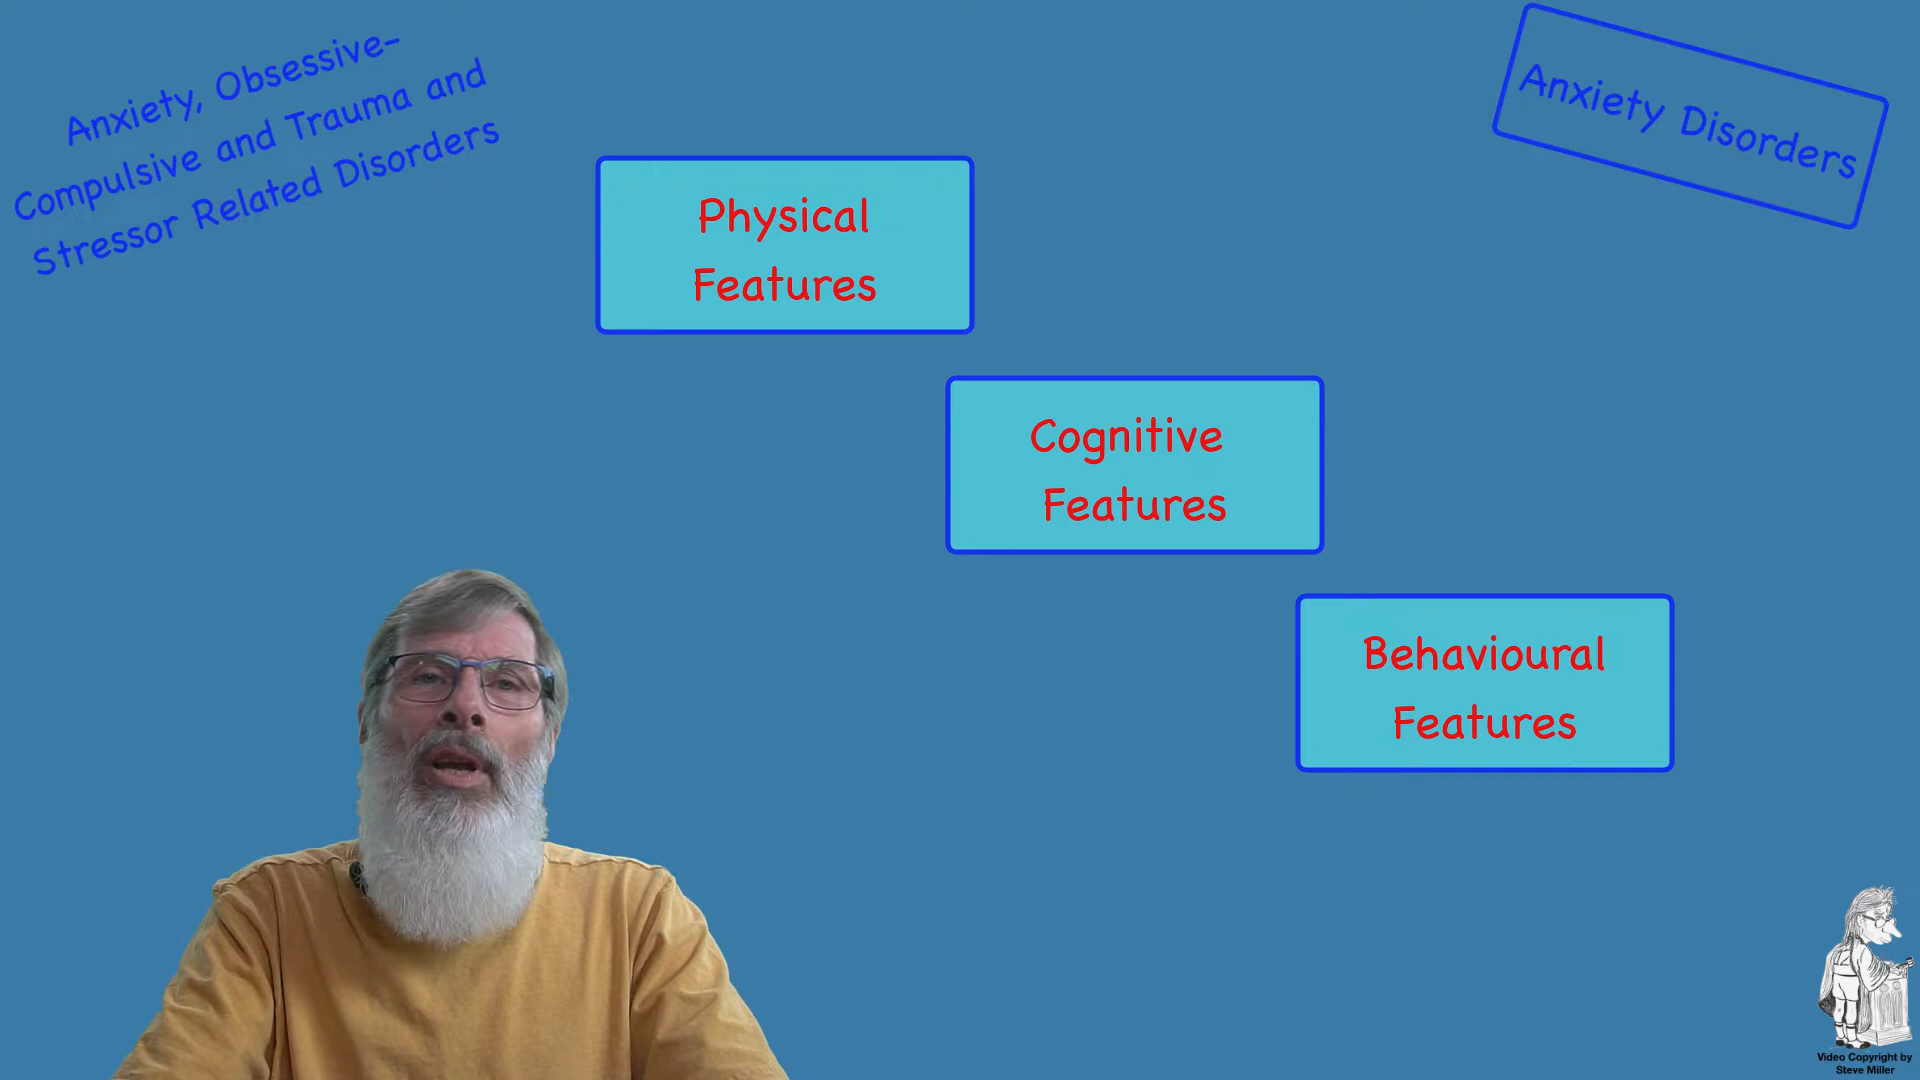 Anxiety, Obsessive-
Compulsive and Trauma and
Stressor Related Disorders
Anxiety Disorders
Physical
Features
Cognitive
Features
Behavioural
Features
Video Copyright by
Steve Miller